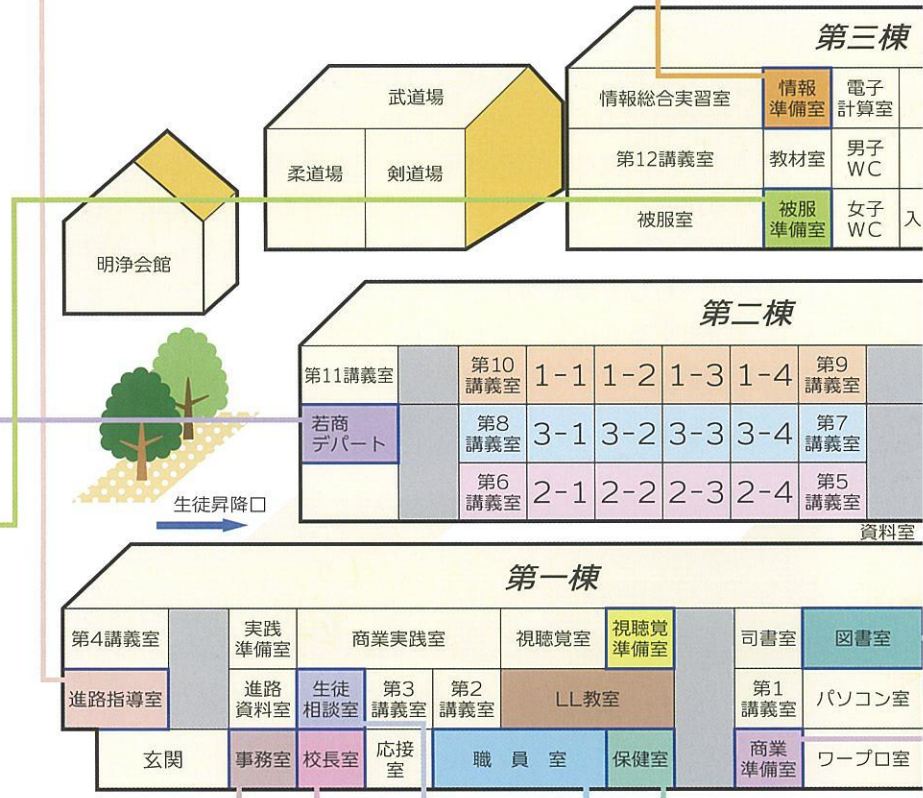 第三棟
情報総合実習室
情報
準備室
電子
計算室
第12講義室
教材室
男子
WC
被服室
被服
準備室
女子
WC
入
武道場
柔道場
剣道場
明浄会館
第二棟
第11講義室
第10
講義室
1-1
1-2
1-3
1-4
第9
講義室
若商
デパート
第8
講義室
3-1
3-2
3-3
3-4
第7
講義室
第6
講義室
2-1
2-2
2-3
2-4
第5
講義室
生徒昇降口
資料室
第一棟
第4講義室
実践
準備室
商業実践室
視聴覚室
視聴覚
準備室
司書室
図書室
進路指導室
進路
資料室
生徒
相談室
第3
講義室
第2
講義室
LL教室
第1
講義室
パソコン室
玄関
事務室
校長室
応接
室
職員室
保健室
商業
準備室
ワープロ室